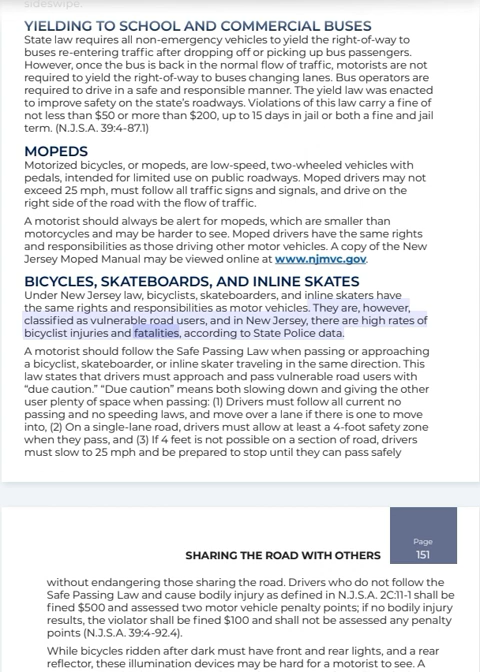 sideswipe.
YIELDING TO SCHOOL AND COMMERCIAL BUSES
State law requires all non-emergency vehicles to yield the right-of-way to
buses re-entering traffic after dropping off or picking up bus passengers.
However, once the bus is back in the normal flow of traffic, motorists are not
required to yield the right-of-way to buses changing lanes. Bus operators are
required to drive in a safe and responsible manner. The yield law was enacted
to improve safety on the state's roadways. Violations of this law carry a fine of
not less than $50 or more than $200, up to 15 days in jail or both a fine and jail
term. (N.J.S.A. 39:4-87.1)
MOPEDS
Motorized bicycles, or mopeds, are low-speed, two-wheeled vehicles with
pedals, intended for limited use on public roadways. Moped drivers may not
exceed 25 mph, must follow all traffic signs and signals, and drive on the
right side of the road with the flow of traffic.
A motorist should always be alert for mopeds, which are smaller than
motorcycles and may be harder to see. Moped drivers have the same rights
and responsibilities as those driving other motor vehicles. A copy of the New
Jersey Moped Manual may be viewed online at www.njmvc.gov.
BICYCLES, SKATEBOARDS, AND INLINE SKATES
Under New Jersey law, bicyclists, skateboarders, and inline skaters have
the same rights and responsibilities as motor vehicles. They are, however,
classified as vulnerable road users, and in New Jersey, there are high rates of
bicyclist injuries and fatalities, according to State Police data.
A motorist should follow the Safe Passing Law when passing or approaching
a bicyclist, skateboarder, or inline skater traveling in the same direction. This
law states that drivers must approach and pass vulnerable road users with
"due caution." "Due caution" means both slowing down and giving the other
user plenty of space when passing: (1) Drivers must follow all current no
passing and no speeding laws, and move over a lane if there is one to move
into, (2) On a single-lane road, drivers must allow at least a 4-foot safety zone
when they pass, and (3) If 4 feet is not possible on a section of road, drivers
must slow to 25 mph and be prepared to stop until they can pass safely
Page
SHARING THE ROAD WITH OTHERS 151
without endangering those sharing the road. Drivers who do not follow the
Safe Passing Law and cause bodily injury as defined in N.J.S.A. 2C:11-1 shall be
fined $500 and assessed two motor vehicle penalty points; if no bodily injury
results, the violator shall be fined $100 and shall not be assessed any penalty
points (N.J.S.A. 39:4-92.4).
While bicycles ridden after dark must have front and rear lights, and a rear
reflector, these illumination devices may be hard for a motorist to see. A